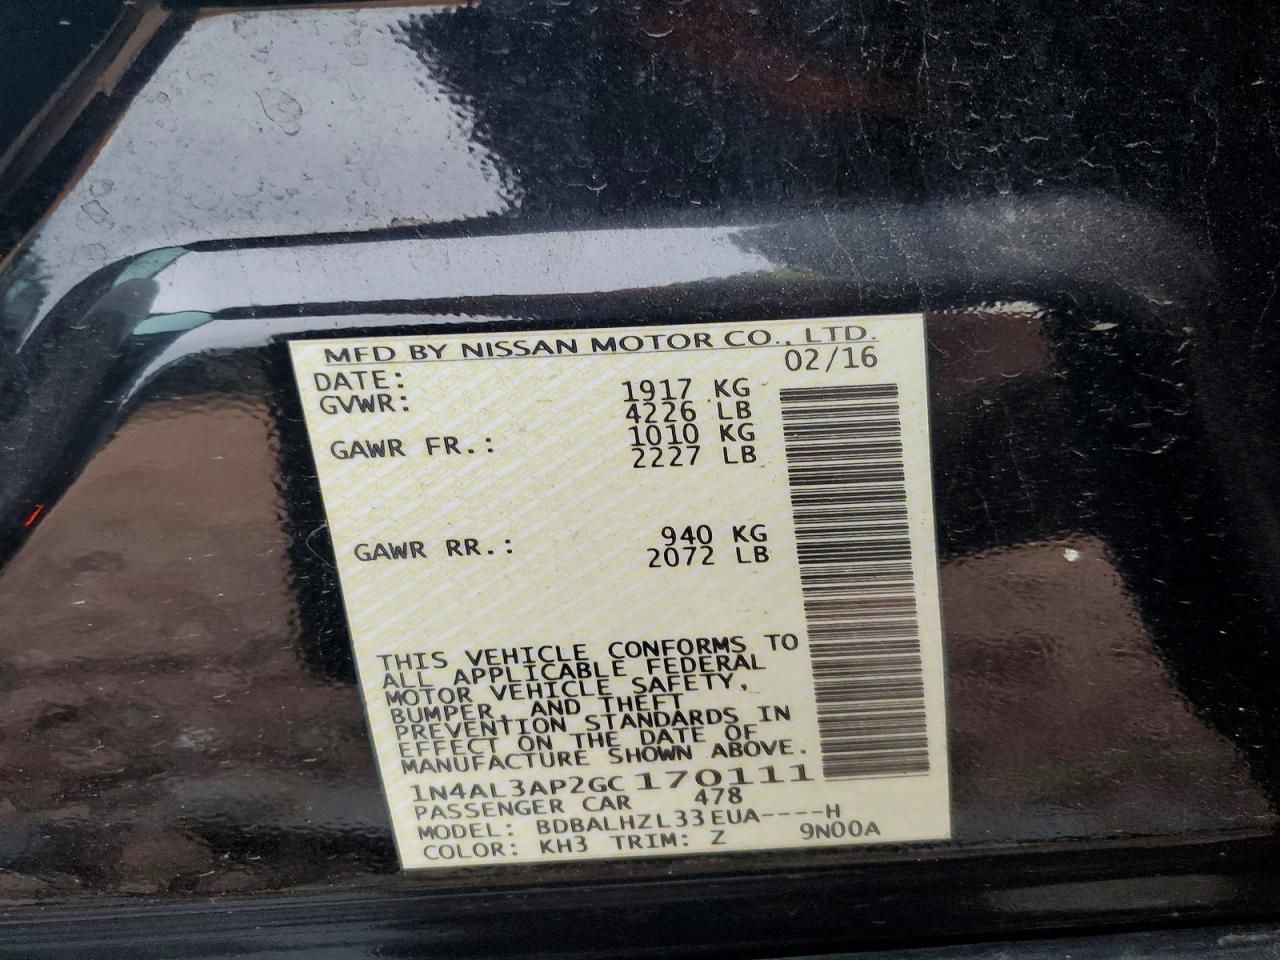 MFD BY NISSAN MOTOR CO., LTD.
DATE: 02/16
GVWR: 1917 KG
4226 LB
GAWR FR.: 1010 KG
2227 LB
GAWR RR.: 940 KG
2072 LB
THIS VEHICLE CONFORMS TO
ALL APPLICABLE FEDERAL
MOTOR VEHICLE SAFETY,
BUMPER, AND THEFT
PREVENTION STANDARDS IN
EFFECT ON THE DATE OF
MANUFACTURE SHOWN ABOVE.
1N4AL3AP2GC170111
PASSENGER CAR 478
MODEL: BDBALHZL33EUA----H
COLOR: KH3 TRIM: Z 9N00A